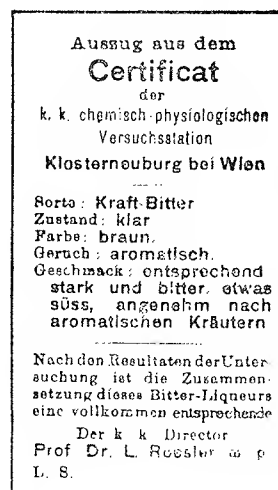 Auszug aus dem
Certificat
der
k. k. chemisch-physiologischen
Versuchsstation
Klosterneuburg bei Wien
Sorte: Kraft-Bitter
Zustand: klar
Farbe: braun.
Geruch: aromatisch.
Geschmack: entsprechend
stark und bitter, etwas
süss, angenehm nach
aromatischen Kräutern
Nach den Resultaten der Unter
suchung ist die Zusammen-
setzung dieses Bitter-Liqueurs
eine vollkommen entsprechende
Der k k Director
Prof Dr. L. Roesler m p
L. S.